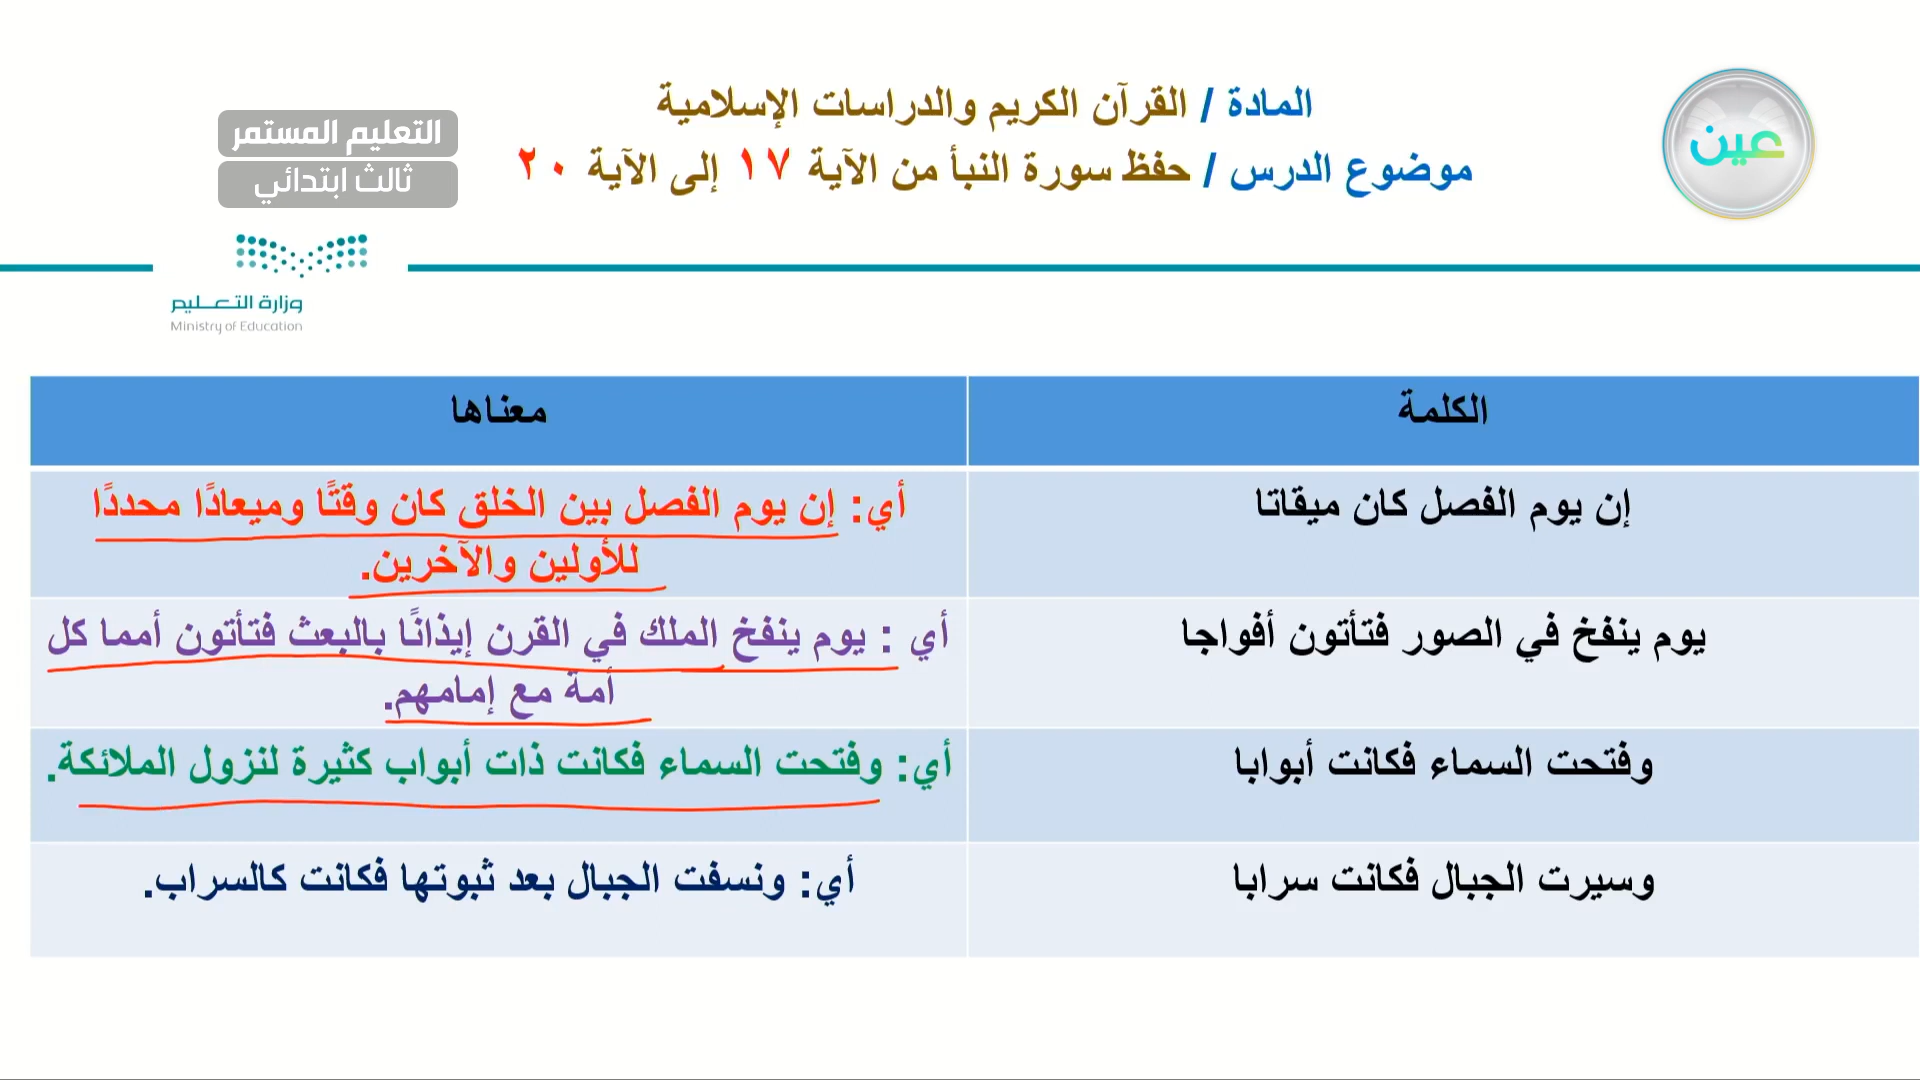 المادة / القرآن الكريم والدراسات الإسلامية
موضوع الدرس / حفظ سورة النبأ من الآية ١٧ إلى الآية ٢٠
عين
التعليم المستمر
ثالث ابتدائي
وزارة التعليم
Ministry of Education
الكلمة
معناها
إن يوم الفصل كان ميقاتا
أي: إن يوم الفصل بين الخلق كان وقتًا وميعادًا محددًا
للأولين والآخرين.
يوم ينفخ في الصور فتأتون أفواجا
أي : يوم ينفخ الملك في القرن إيذانًا بالبعث فتأتون أمما كل
أمة مع إمامهم.
وفتحت السماء فكانت أبوابا
أي: وفتحت السماء فكانت ذات أبواب كثيرة لنزول الملائكة.
وسيرت الجبال فكانت سرابا
أي: ونسفت الجبال بعد ثبوتها فكانت كالسراب.